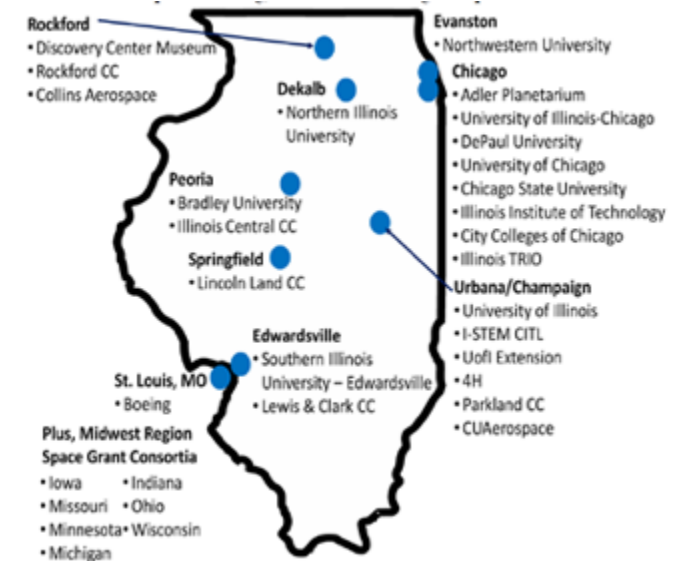 Rockford
• Discovery Center Museum
• Rockford CC
• Collins Aerospace
Evanston
• Northwestern University
Chicago
• Adler Planetarium
• University of Illinois-Chicago
• DePaul University
• University of Chicago
• Chicago State University
• Illinois Institute of Technology
• City Colleges of Chicago
• Illinois TRIO
Dekalb
• Northern Illinois
University
Peoria
• Bradley University
• Illinois Central CC
Springfield
• Lincoln Land CC
Urbana/Champaign
• University of Illinois
• I-STEM CITL
• UofI Extension
• 4H
• Parkland CC
• CUAerospace
Edwardsville
• Southern Illinois
University – Edwardsville
• Lewis & Clark CC
St. Louis, MO
• Boeing
Plus, Midwest Region
Space Grant Consortia
• Iowa • Indiana
• Missouri • Ohio
• Minnesota • Wisconsin
• Michigan